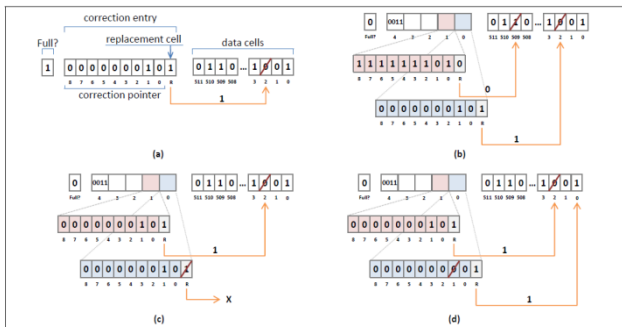 correction entry
Full?
replacement cell
data cells
1
0 0 0 0 0 0 0 1 0 1
0 1 1 0 ... 1 0 0 1
8 7 6 5 4 3 2 1 0 R
511 510 509 508
3 2 1 0
correction pointer
1
(a)
0
0011
0 1 1 0 ... 1 0 0 1
Full?
4 3 2 1 0
511 510 509 508
3 2 1 0
1 1 1 1 1 1 1 0 1 0
8 7 6 5 4 3 2 1 0 R
0
0 0 0 0 0 0 0 1 0 1
8 7 6 5 4 3 2 1 0 R
1
(b)
0
0011
0 1 1 0 ... 1 0 0 1
Full?
4 3 2 1 0
511 510 509 508
3 2 1 0
0 0 0 0 0 0 0 1 0 1
8 7 6 5 4 3 2 1 0 R
1
0 0 0 0 0 0 0 1 0 1
8 7 6 5 4 3 2 1 0 R
X
(c)
0
0011
0 1 1 0 ... 1 0 0 1
Full?
4 3 2 1 0
511 510 509 508
3 2 1 0
0 0 0 0 0 0 0 1 0 1
8 7 6 5 4 3 2 1 0 R
1
0 0 0 0 0 0 0 0 0 1
8 7 6 5 4 3 2 1 0 R
1
(d)